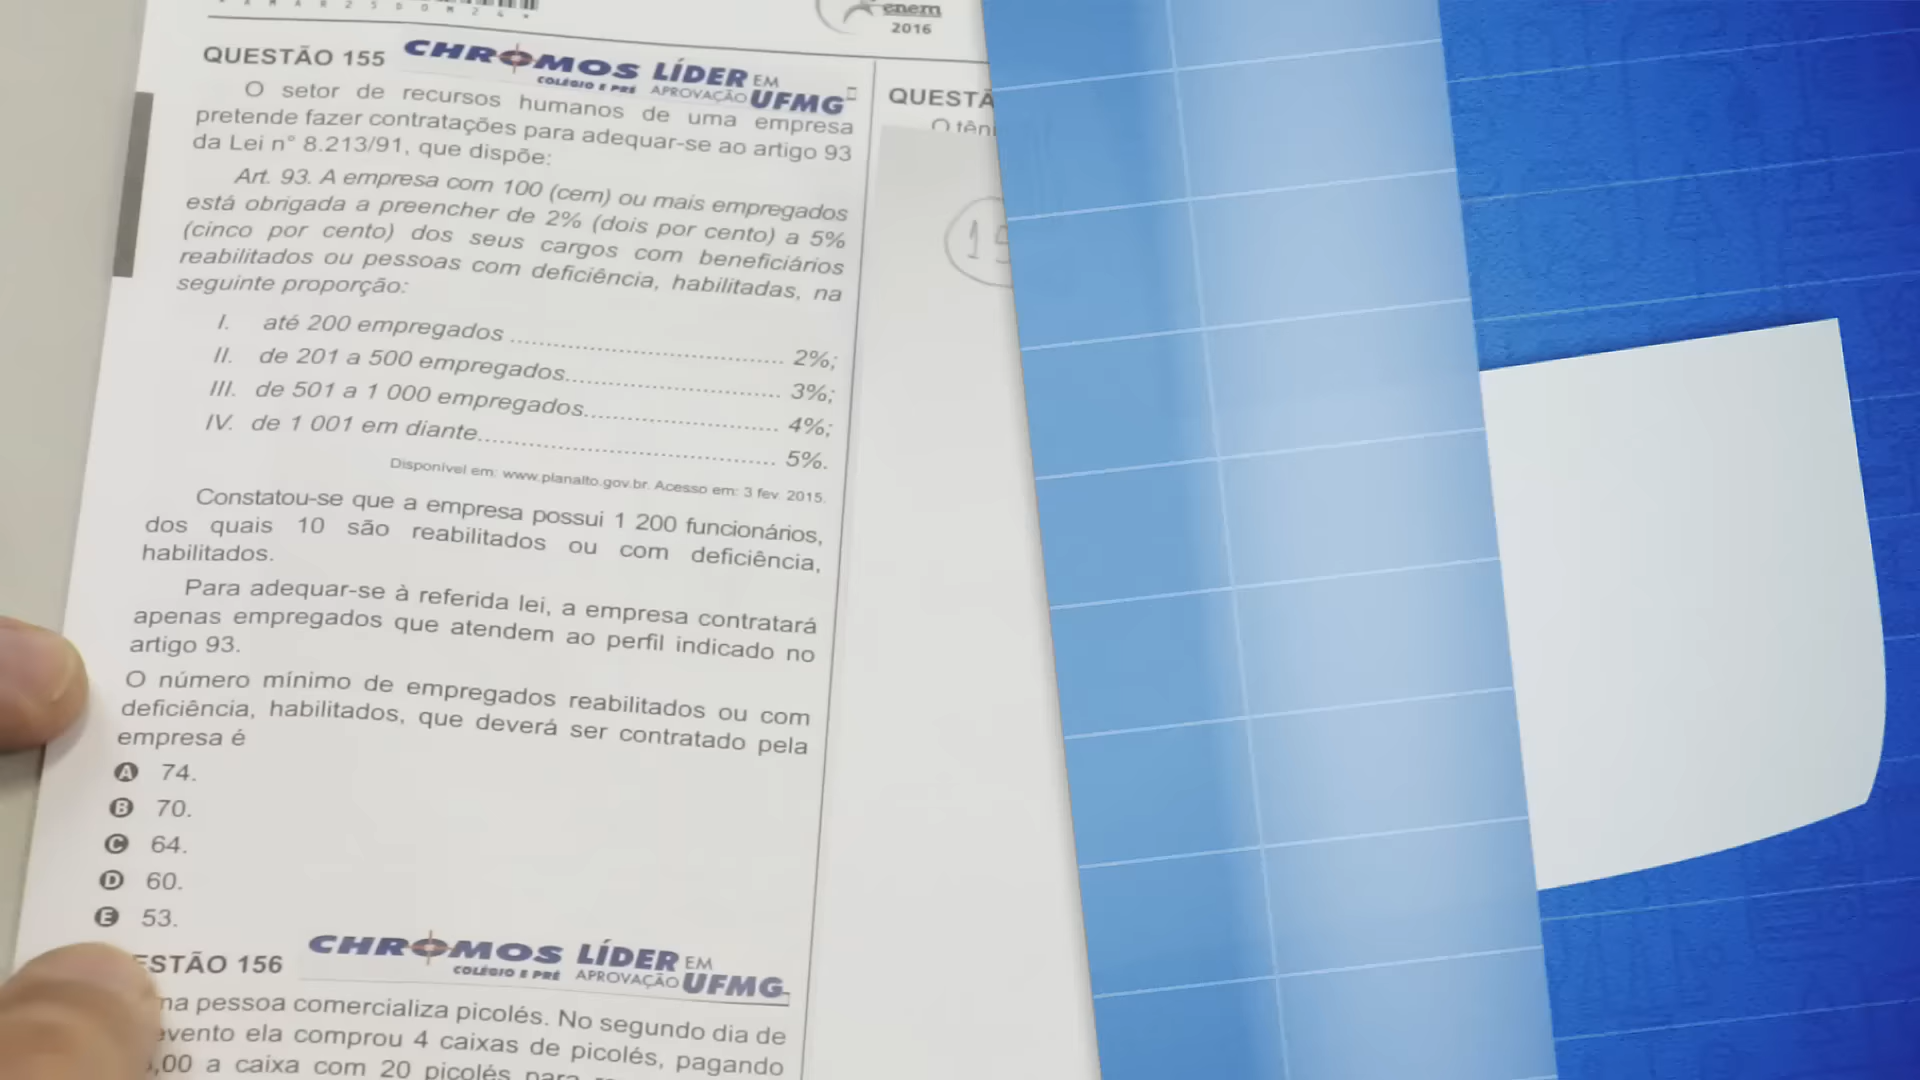 enem
2016
QUESTÃO 155
CHROMOS LÍDER EM
COLÉGIO E PRÉ APROVAÇÃO UFMG
O setor de recursos humanos de uma empresa
pretende fazer contratações para adequar-se ao artigo 93
da Lei n° 8.213/91, que dispõe:
Art. 93. A empresa com 100 (cem) ou mais empregados
está obrigada a preencher de 2% (dois por cento) a 5%
(cinco por cento) dos seus cargos com beneficiários
reabilitados ou pessoas com deficiência, habilitadas, na
seguinte proporção:
I. até 200 empregados ........................................ 2%;
II. de 201 a 500 empregados................................ 3%;
III. de 501 a 1 000 empregados............................. 4%;
IV. de 1 001 em diante............................................ 5%.
Disponível em: www.planalto.gov.br. Acesso em: 3 fev. 2015.
Constatou-se que a empresa possui 1 200 funcionários,
dos quais 10 são reabilitados ou com deficiência,
habilitados.
Para adequar-se à referida lei, a empresa contratará
apenas empregados que atendem ao perfil indicado no
artigo 93.
O número mínimo de empregados reabilitados ou com
deficiência, habilitados, que deverá ser contratado pela
empresa é
A 74.
B 70.
C 64.
D 60.
E 53.
ESTÃO 156
CHROMOS LÍDER EM
COLÉGIO E PRÉ APROVAÇÃO UFMG
ma pessoa comercializa picolés. No segundo dia de
evento ela comprou 4 caixas de picolés, pagando
,00 a caixa com 20 picolés para
QUESTÃ
O têni
15